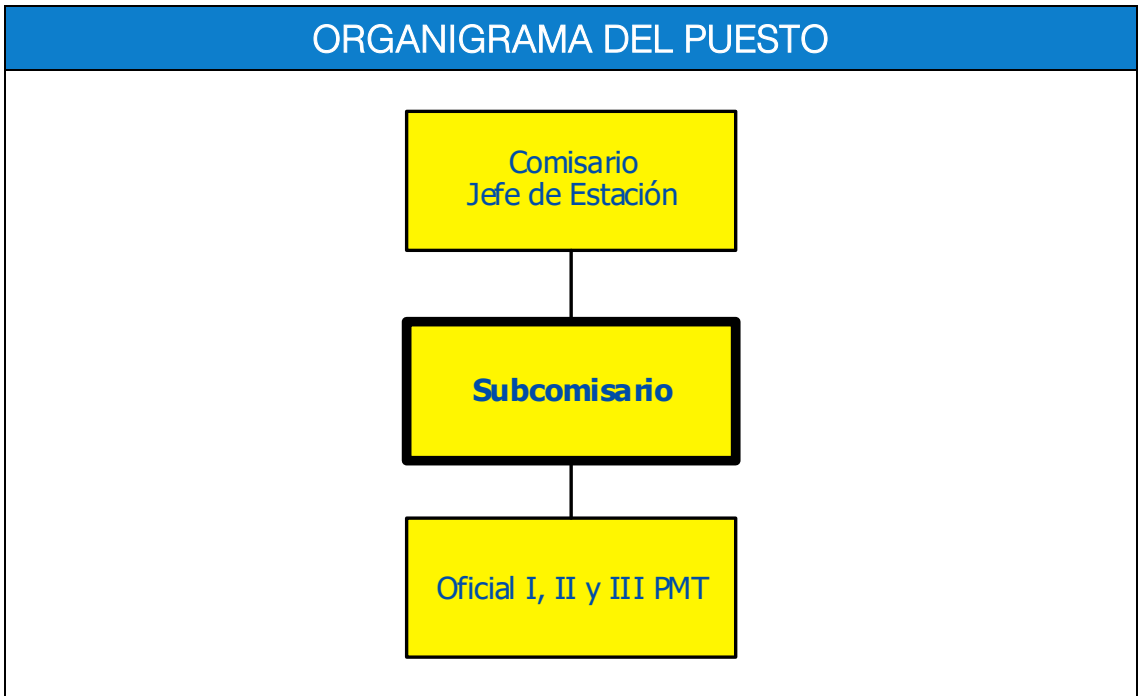 ORGANIGRAMA DEL PUESTO
Comisario
Jefe de Estación
Subcomisario
Oficial I, II y III PMT